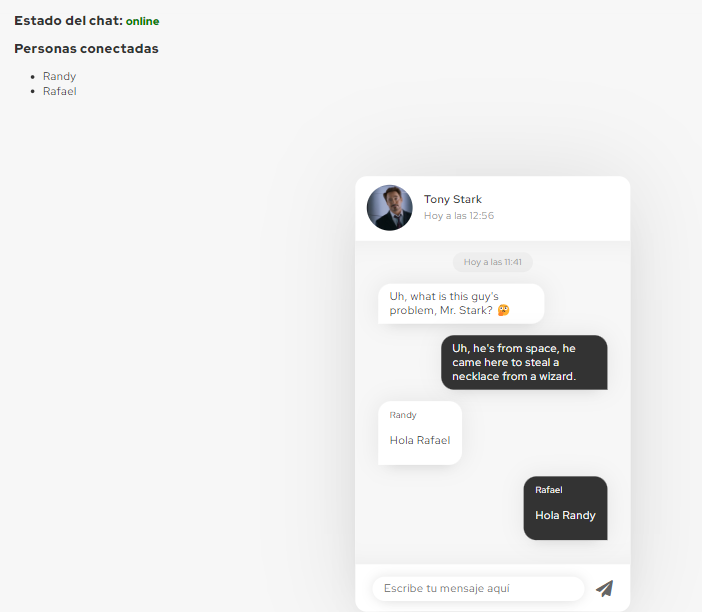 Estado del chat: online
Personas conectadas
Randy
Rafael
Tony Stark
Hoy a las 12:56
Hoy a las 11:41
Uh, what is this guy's
problem, Mr. Stark? 🤔
Uh, he's from space, he
came here to steal a
necklace from a wizard.
Randy
Hola Rafael
Rafael
Hola Randy
Escribe tu mensaje aquí